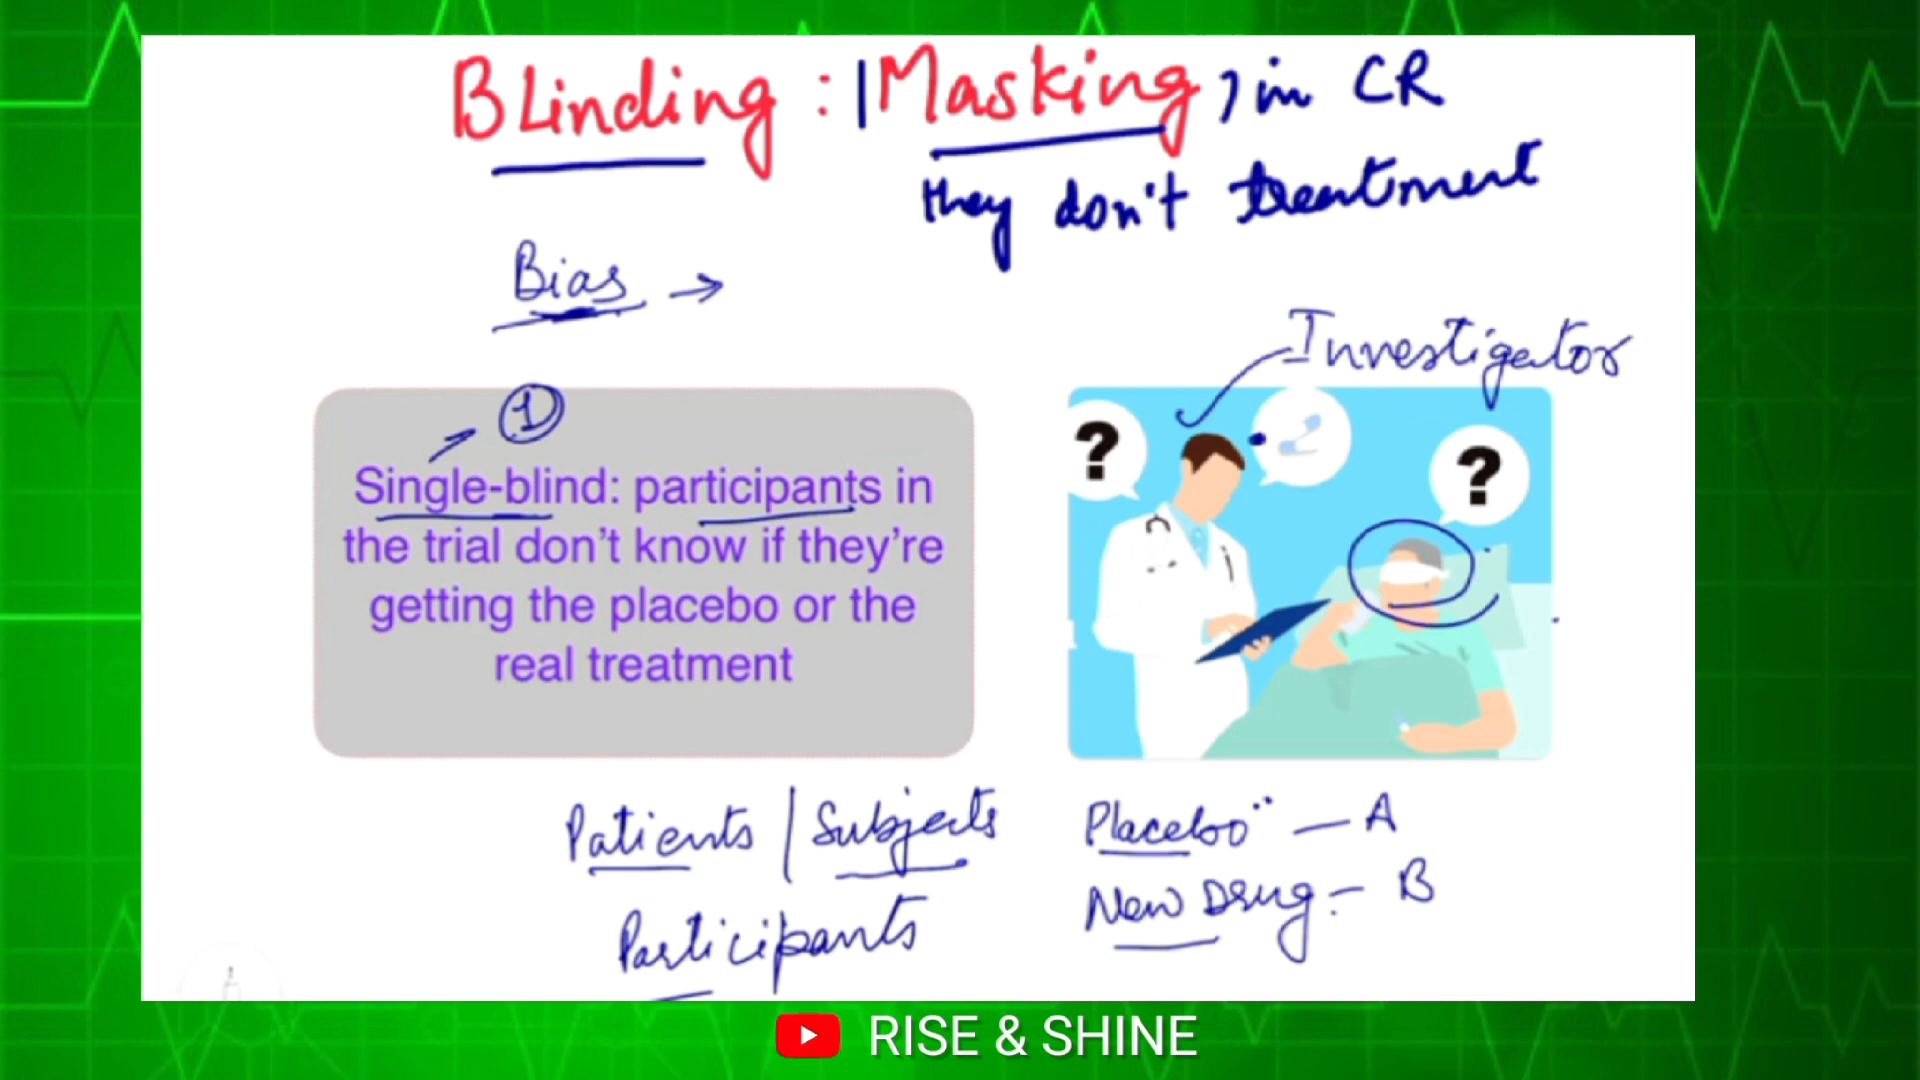 Blinding : |Masking, in CR
they don't treatment
Bias →
Investigator
1
Single-blind: participants in
the trial don't know if they're
getting the placebo or the
real treatment
?
?
Patients | Subjects
Participants
Placebo — A
New Drug — B
RISE & SHINE